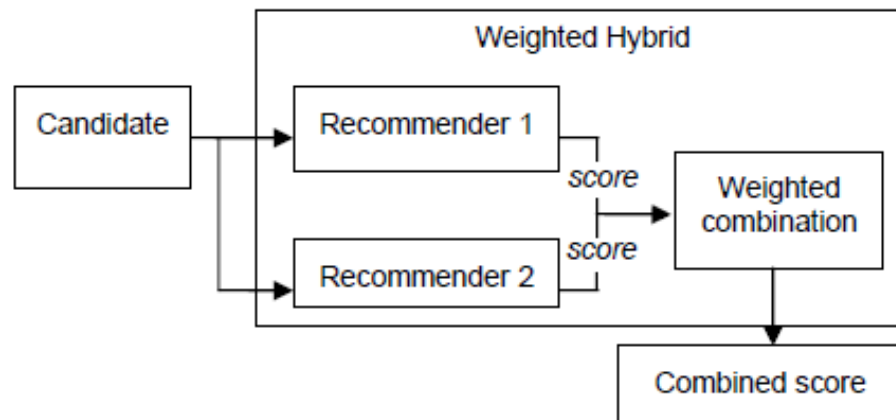 Weighted Hybrid
Candidate
Recommender 1
score
Weighted
combination
score
Recommender 2
Combined score